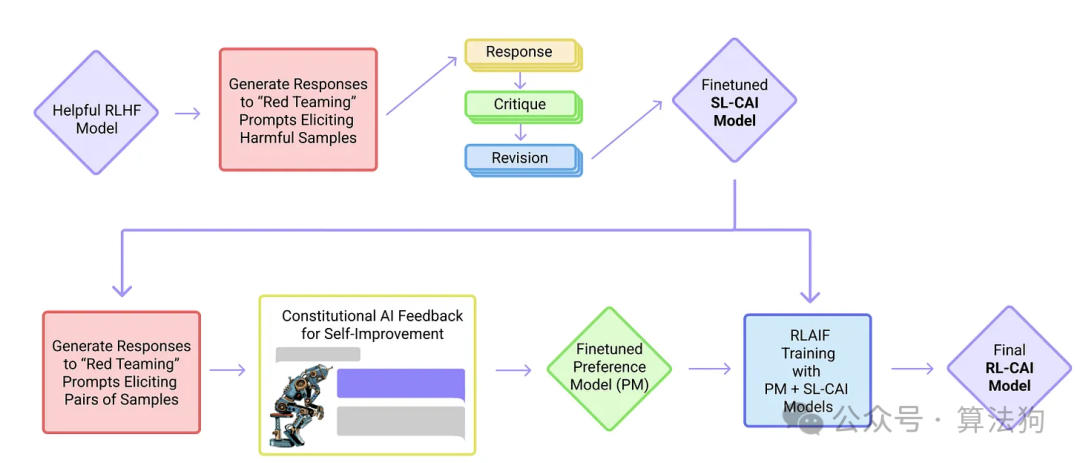 Helpful RLHF
Model
Generate Responses
to “Red Teaming”
Prompts Eliciting
Harmful Samples
Response
Critique
Revision
Finetuned
SL-CAI
Model
Generate Responses
to “Red Teaming”
Prompts Eliciting
Pairs of Samples
Constitutional AI Feedback
for Self-Improvement
Finetuned
Preference
Model (PM)
RLAIF
Training
with
PM + SL-CAI
Models
Final
RL-CAI
Model
公众号 · 算法狗